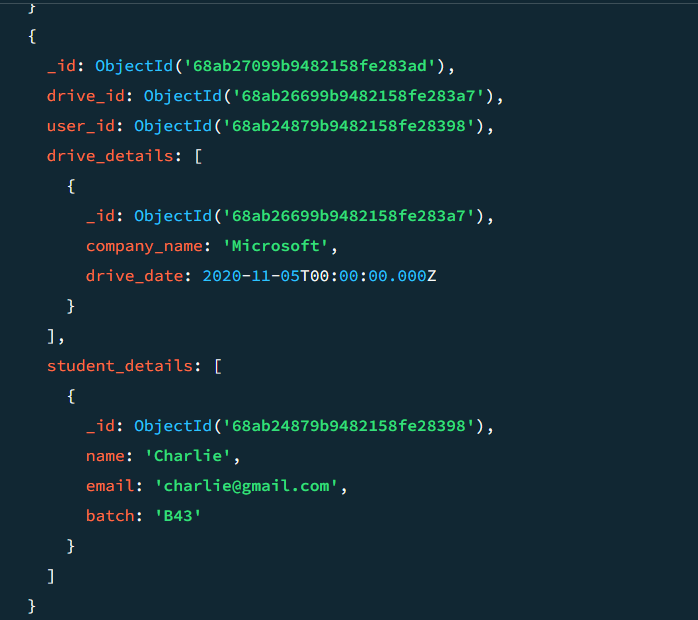 }
{
  _id: ObjectId('68ab27099b9482158fe283ad'),
  drive_id: ObjectId('68ab26699b9482158fe283a7'),
  user_id: ObjectId('68ab24879b9482158fe28398'),
  drive_details: [
    {
      _id: ObjectId('68ab26699b9482158fe283a7'),
      company_name: 'Microsoft',
      drive_date: 2020-11-05T00:00:00.000Z
    }
  ],
  student_details: [
    {
      _id: ObjectId('68ab24879b9482158fe28398'),
      name: 'Charlie',
      email: 'charlie@gmail.com',
      batch: 'B43'
    }
  ]
}